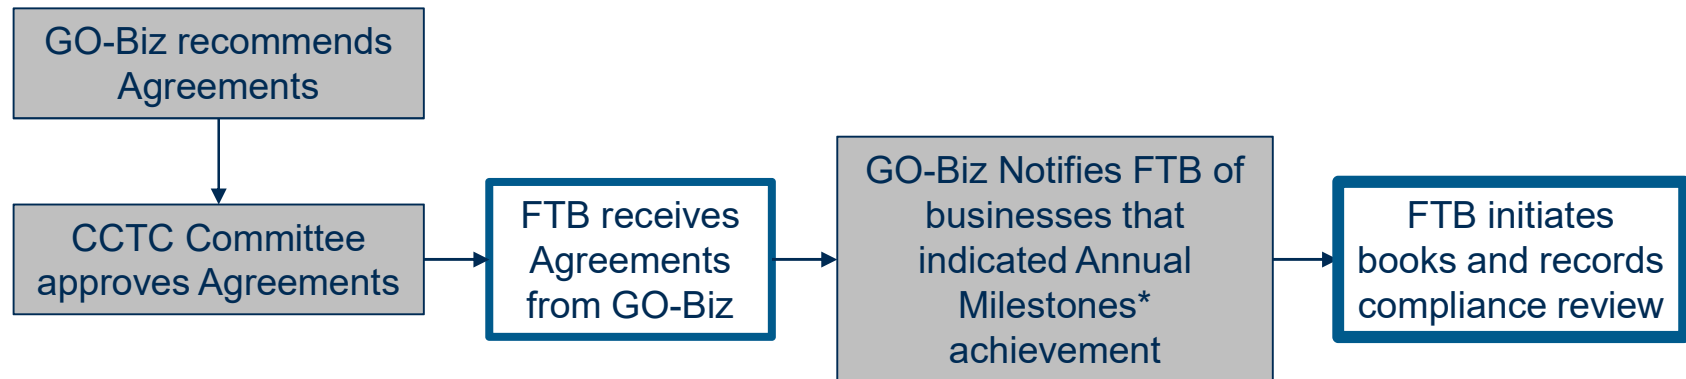 GO-Biz recommends
Agreements
CCTC Committee
approves Agreements
FTB receives
Agreements
from GO-Biz
GO-Biz Notifies FTB of
businesses that
indicated Annual
Milestones*
achievement
FTB initiates
books and records
compliance review